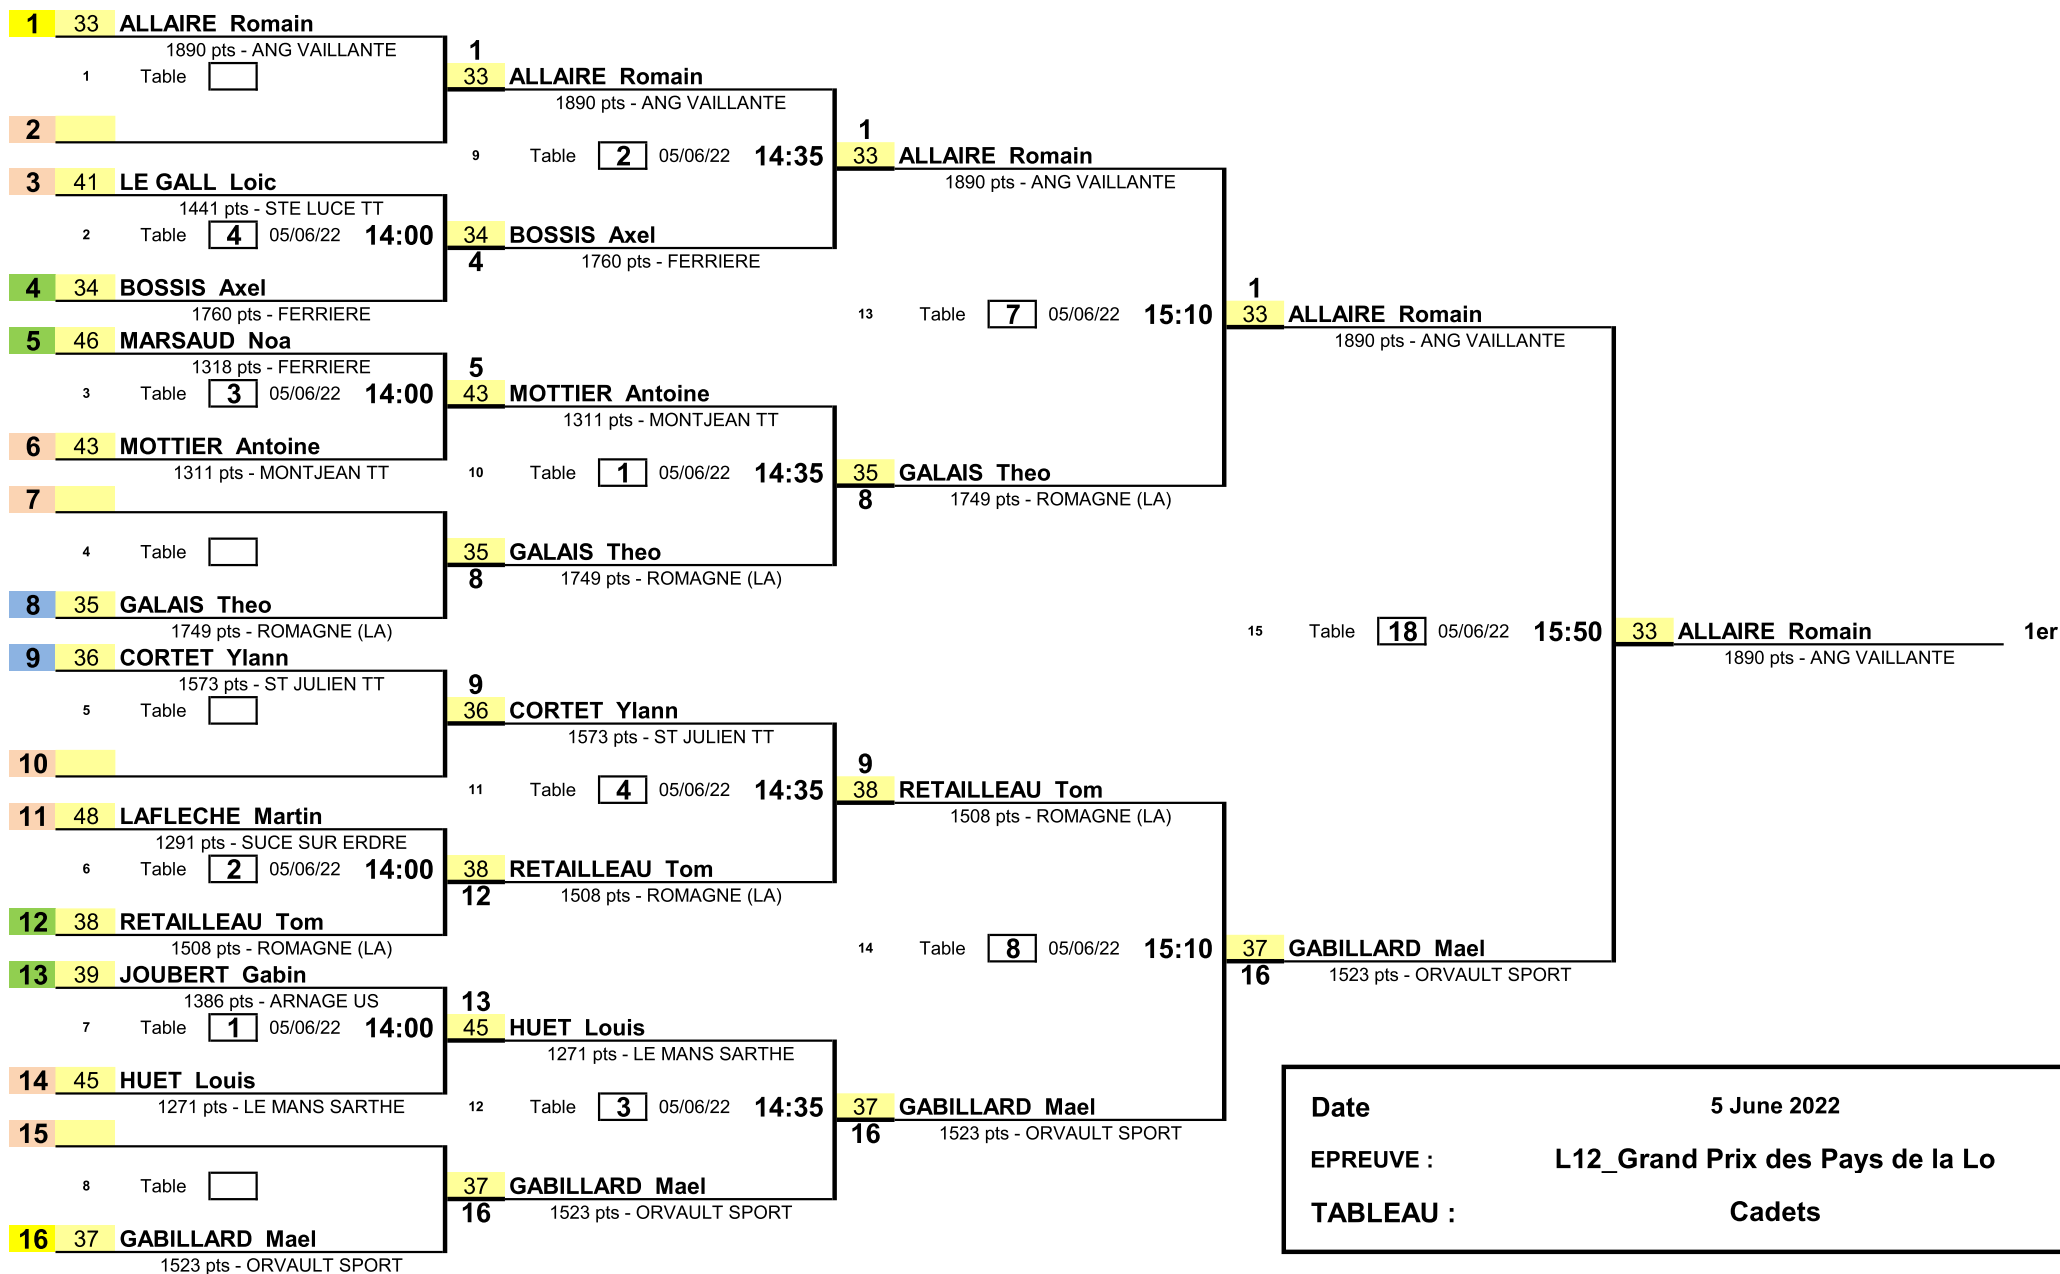 1 33 ALLAIRE Romain
1890 pts - ANG VAILLANTE
1 Table
2
3 41 LE GALL Loic
1441 pts - STE LUCE TT
2 Table 4 05/06/22 14:00
4 34 BOSSIS Axel
1760 pts - FERRIERE
5 46 MARSAUD Noa
1318 pts - FERRIERE
3 Table 3 05/06/22 14:00
6 43 MOTTIER Antoine
1311 pts - MONTJEAN TT
7
4 Table
8 35 GALAIS Theo
1749 pts - ROMAGNE (LA)
9 36 CORTET Ylann
1573 pts - ST JULIEN TT
5 Table
10
11 48 LAFLECHE Martin
1291 pts - SUCE SUR ERDRE
6 Table 2 05/06/22 14:00
12 38 RETAILLEAU Tom
1508 pts - ROMAGNE (LA)
13 39 JOUBERT Gabin
1386 pts - ARNAGE US
7 Table 1 05/06/22 14:00
14 45 HUET Louis
1271 pts - LE MANS SARTHE
15
8 Table
16 37 GABILLARD Mael
1523 pts - ORVAULT SPORT
1
33 ALLAIRE Romain
1890 pts - ANG VAILLANTE
9 Table 2 05/06/22 14:35
34 BOSSIS Axel
4
1760 pts - FERRIERE
5
43 MOTTIER Antoine
1311 pts - MONTJEAN TT
10 Table 1 05/06/22 14:35
35 GALAIS Theo
8
1749 pts - ROMAGNE (LA)
9
36 CORTET Ylann
1573 pts - ST JULIEN TT
11 Table 4 05/06/22 14:35
38 RETAILLEAU Tom
12
1508 pts - ROMAGNE (LA)
13
45 HUET Louis
1271 pts - LE MANS SARTHE
12 Table 3 05/06/22 14:35
37 GABILLARD Mael
16
1523 pts - ORVAULT SPORT
1
33 ALLAIRE Romain
1890 pts - ANG VAILLANTE
13 Table 7 05/06/22 15:10
35 GALAIS Theo
8
1749 pts - ROMAGNE (LA)
9
38 RETAILLEAU Tom
1508 pts - ROMAGNE (LA)
14 Table 8 05/06/22 15:10
37 GABILLARD Mael
16
1523 pts - ORVAULT SPORT
1
33 ALLAIRE Romain
1890 pts - ANG VAILLANTE
15 Table 18 05/06/22 15:50
37 GABILLARD Mael
16
1523 pts - ORVAULT SPORT
33 ALLAIRE Romain 1er
1890 pts - ANG VAILLANTE
Date 5 June 2022
EPREUVE : L12_Grand Prix des Pays de la Lo
TABLEAU : Cadets